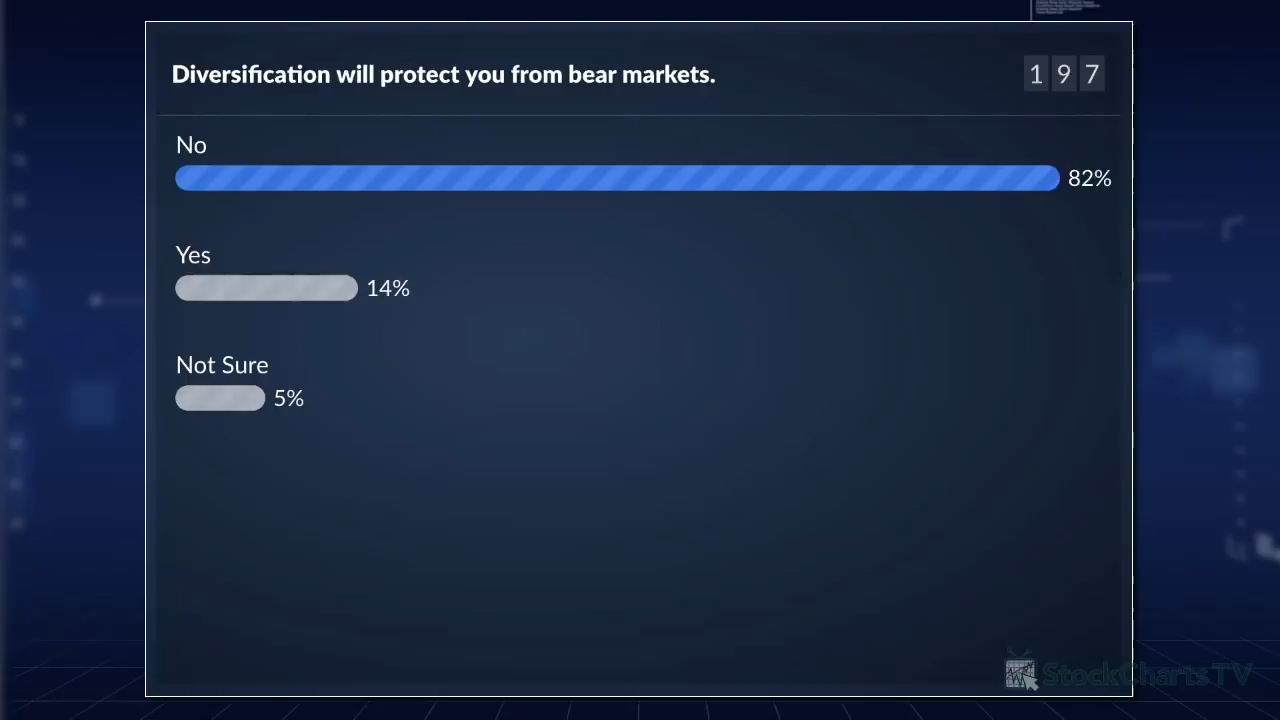 Diversification will protect you from bear markets.
197
No
82%
Yes
14%
Not Sure
5%
StockChartsTV